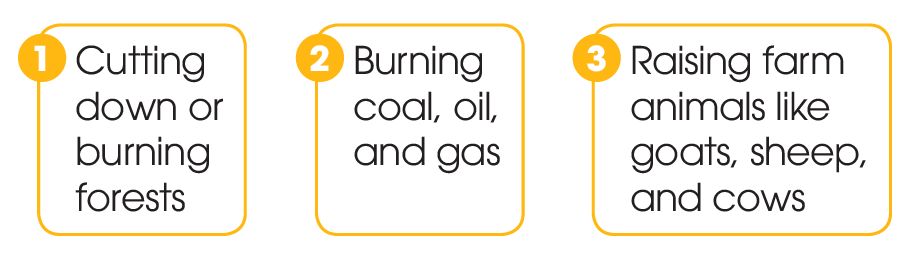 1 Cutting
down or
burning
forests
2 Burning
coal, oil,
and gas
3 Raising farm
animals like
goats, sheep,
and cows